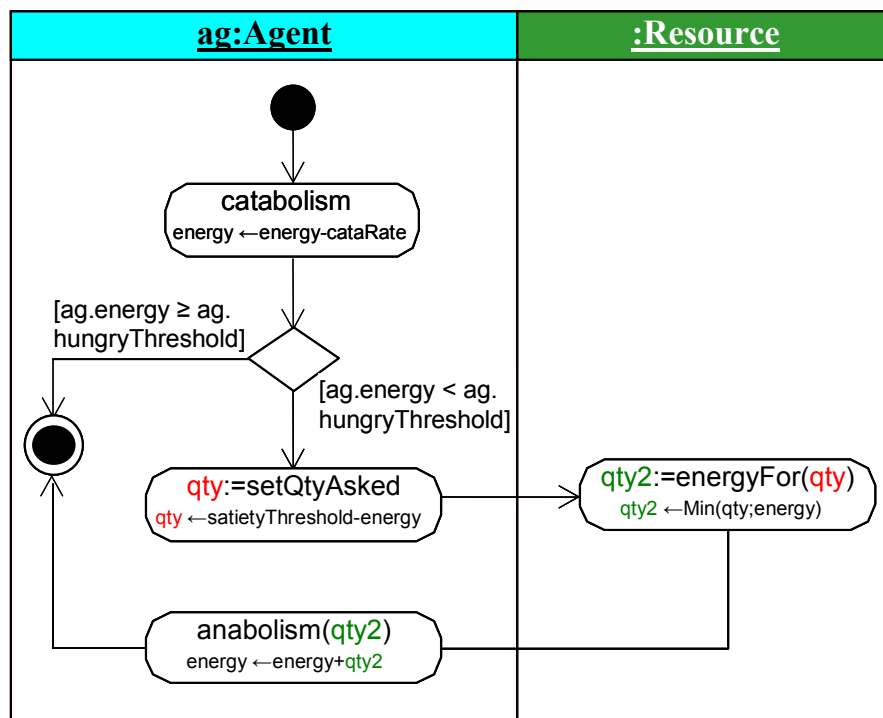 ag:Agent
:Resource
catabolism
energy ←energy-cataRate
[ag.energy ≥ ag.
hungryThreshold]
[ag.energy < ag.
hungryThreshold]
qty:=setQtyAsked
qty ←satietyThreshold-energy
qty2:=energyFor(qty)
qty2 ←Min(qty;energy)
anabolism(qty2)
energy ←energy+qty2